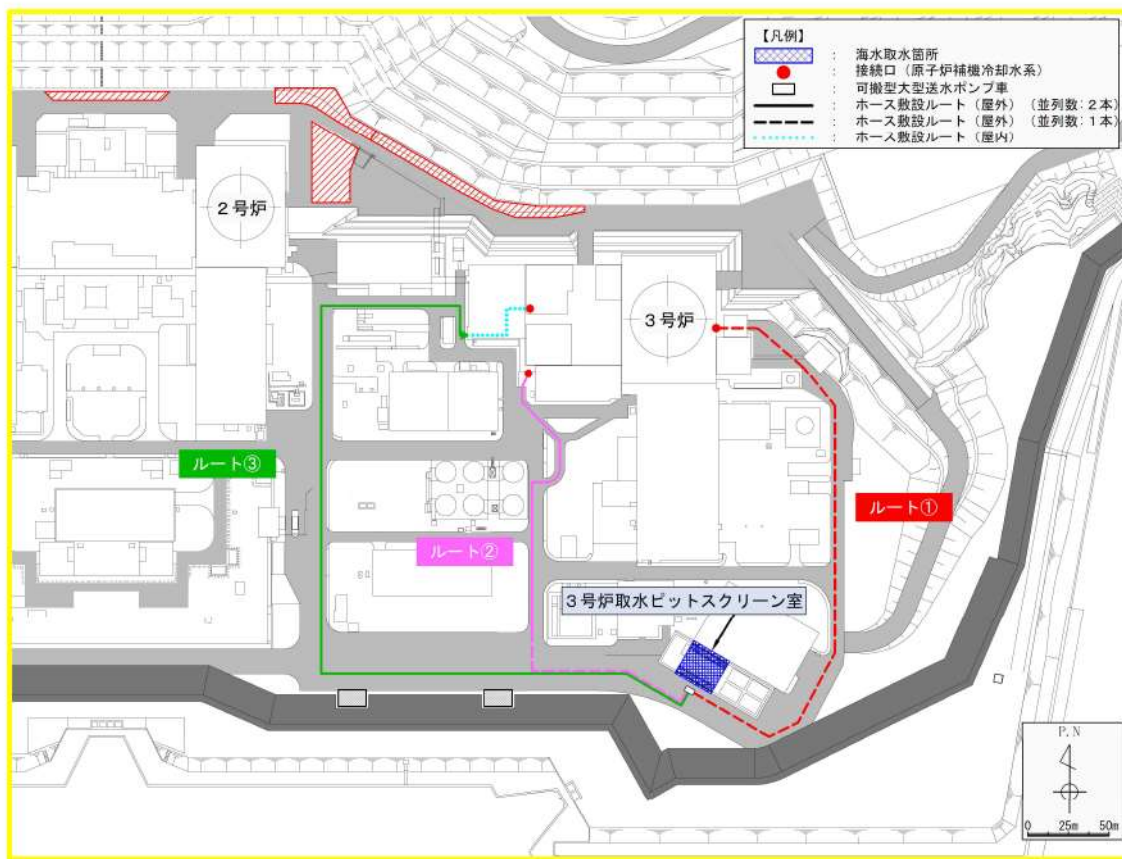 【凡例】
： 海水取水箇所
： 接続口（原子炉補機冷却水系）
： 可搬型大型送水ポンプ車
： ホース敷設ルート（屋外）（並列数：２本）
： ホース敷設ルート（屋外）（並列数：１本）
： ホース敷設ルート（屋内）
２号炉
３号炉
ルート③
ルート①
ルート②
３号炉取水ピットスクリーン室
P.N
0 25m 50m